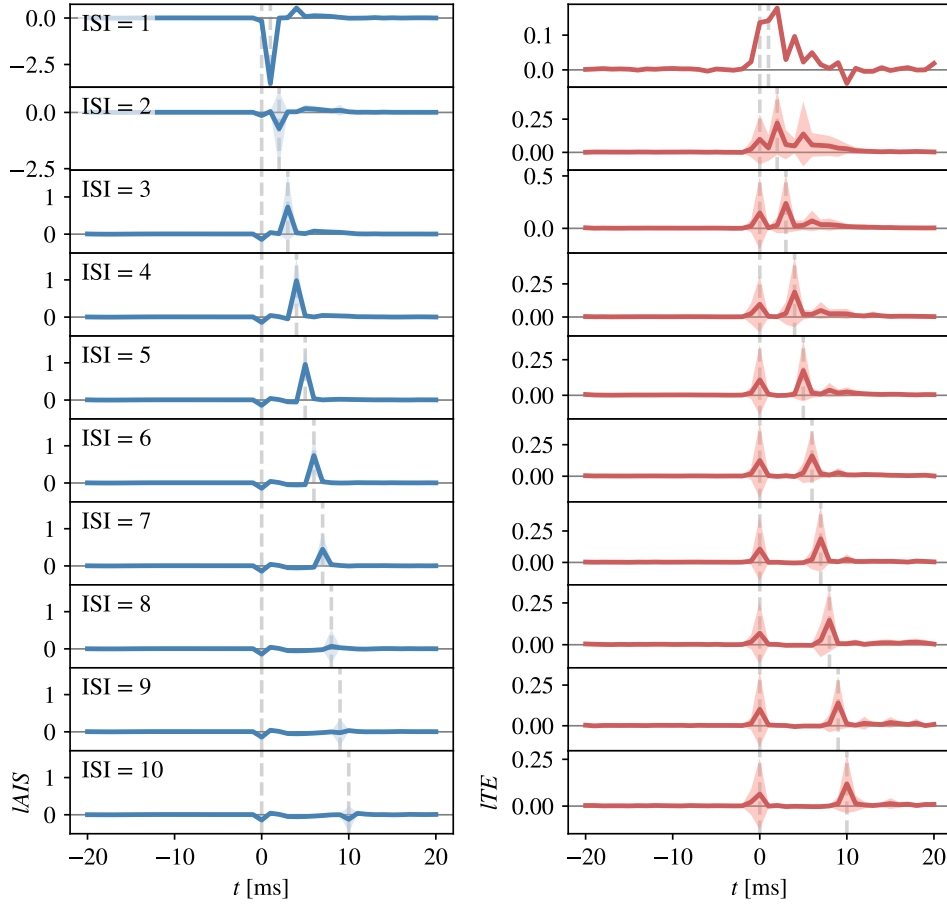 0.0
ISI = 1
−2.5
0.1
0.0
0.0
ISI = 2
−2.5
0.25
0.00
ISI = 3
1
0
0.5
0.0
ISI = 4
1
0
0.25
0.00
ISI = 5
1
0
0.25
0.00
ISI = 6
1
0
0.25
0.00
ISI = 7
1
0
0.25
0.00
ISI = 8
1
0
0.25
0.00
ISI = 9
1
0
0.25
0.00
ISI = 10
1
0
lAIS
0.25
0.00
lTE
−20 −10 0 10 20
t [ms]
−20 −10 0 10 20
t [ms]